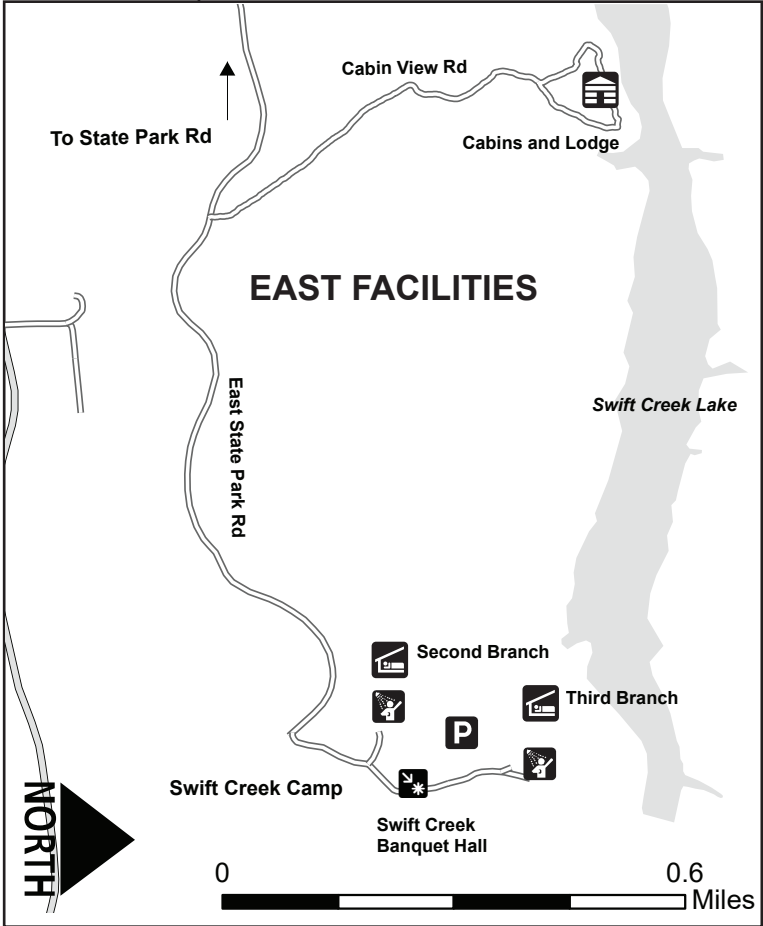 Cabin View Rd
To State Park Rd
Cabins and Lodge
EAST FACILITIES
East State Park Rd
Swift Creek Lake
Second Branch
Third Branch
P
Swift Creek Camp
Swift Creek
Banquet Hall
NORTH
0
0.6
Miles